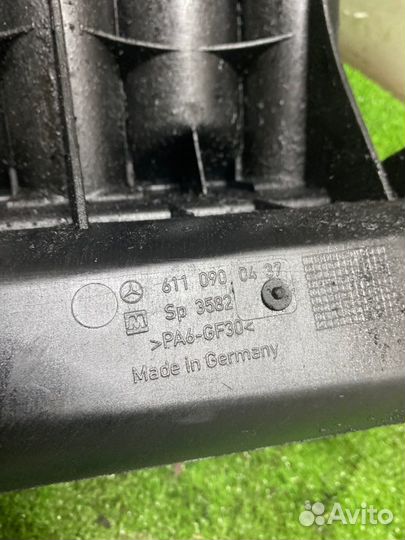 611 090 04 37
M Sp 3582
>PA6-GF30<
Made in Germany
Avito